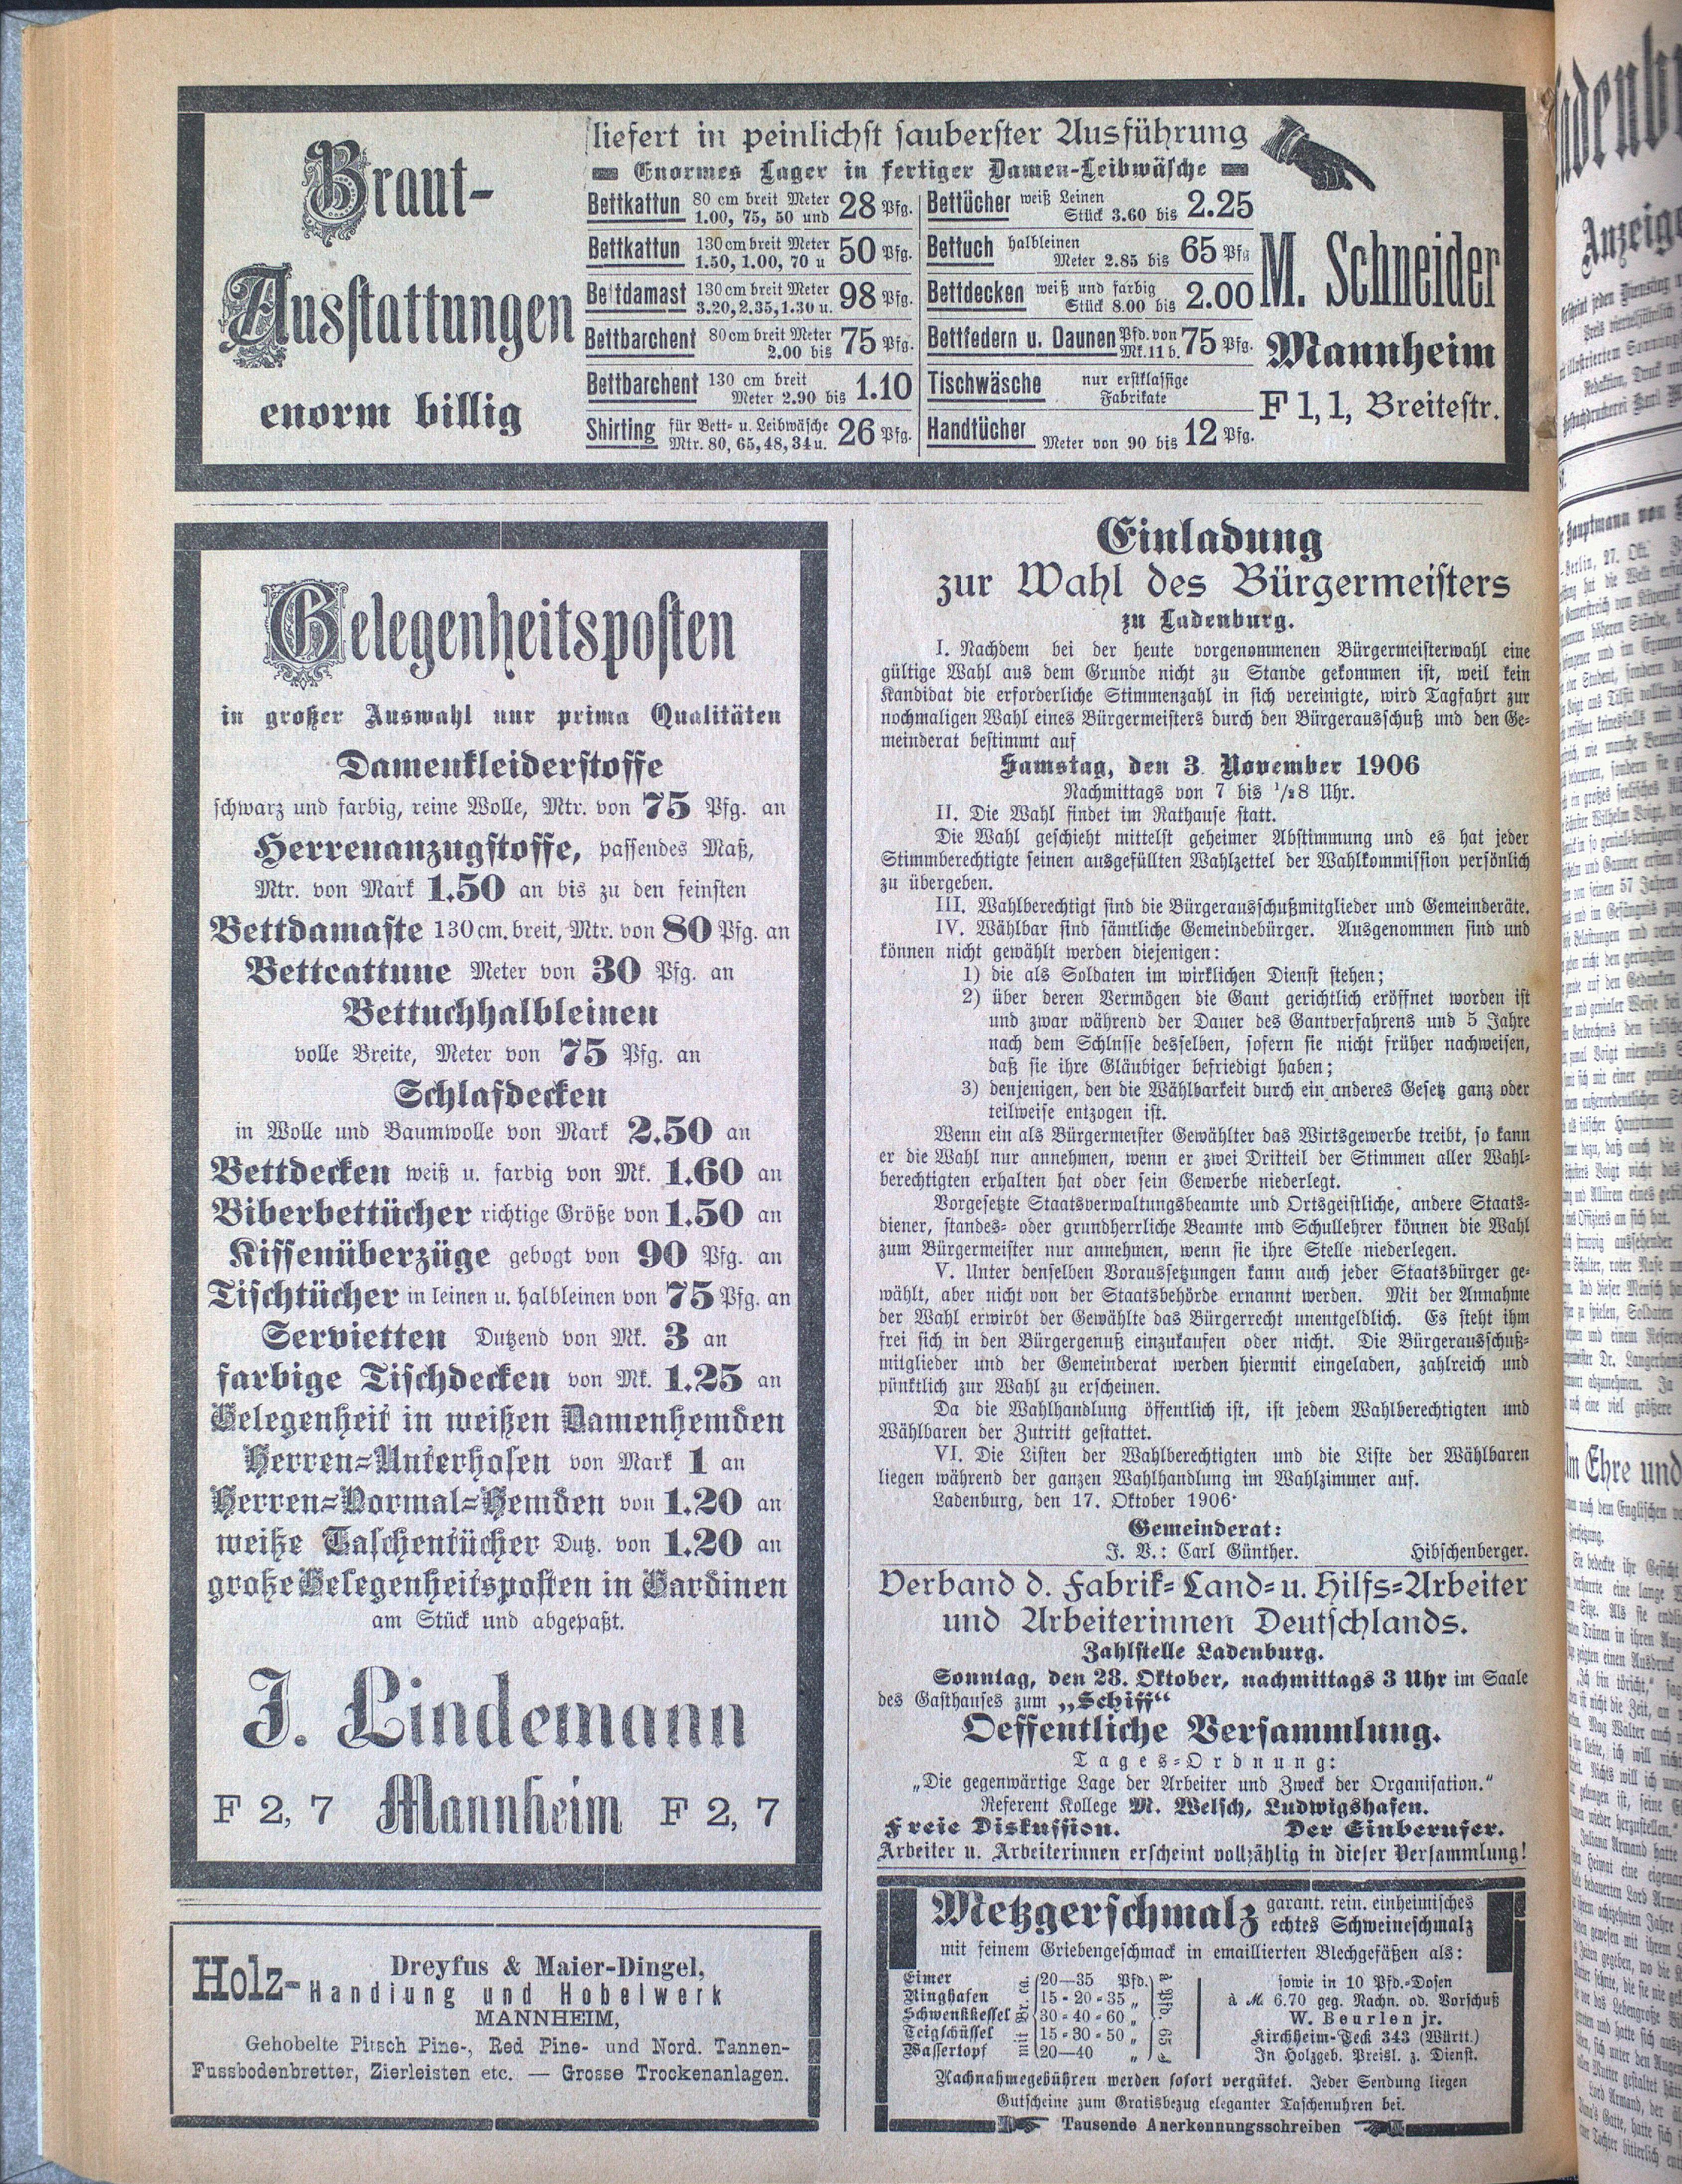 Braut-
Ausstattungen
enorm billig
liefert in peinlichst sauberster Ausführung
Enormes Lager in fertiger Damen-Leibwäsche
Bettkattun 80 cm breit Meter 1.00, 75, 50 und 28 Pfg.
Bettkattun 130 cm breit Meter 1.50, 1.00, 70 u 50 Pfg.
Bettdamast 130 cm breit Meter 3.20, 2.35, 1.30 u. 98 Pfg.
Bettbarchent 80 cm breit Meter 2.00 bis 75 Pfg.
Bettbarchent 130 cm breit Meter 2.90 bis 1.10
Shirting für Bett- u. Leibwäsche Mtr. 80, 65, 48, 34 u. 26 Pfg.
Bettücher weiß Leinen Stück 3.60 bis 2.25
Bettuch halbleinen Meter 2.85 bis 65 Pfg
Bettdecken weiß und farbig Stück 8.00 bis 2.00
Bettfedern u. Daunen Pfd. von Mk. 11 b. 75 Pfg.
Tischwäsche nur erstklassige Fabrikate
Handtücher Meter von 90 bis 12 Pfg.
M. Schneider
Mannheim
F 1, 1, Breitestr.
Gelegenheitsposten
in großer Auswahl nur prima Qualitäten
Damenkleiderstoffe
schwarz und farbig, reine Wolle, Mtr. von 75 Pfg. an
Herrenanzugstoffe, passendes Maß,
Mtr. von Mark 1.50 an bis zu den feinsten
Bettdamaste 130 cm. breit, Mtr. von 80 Pfg. an
Bettcattune Meter von 30 Pfg. an
Bettuchhalbleinen
volle Breite, Meter von 75 Pfg. an
Schlafdecken
in Wolle und Baumwolle von Mark 2.50 an
Bettdecken weiß u. farbig von Mk. 1.60 an
Biberbettücher richtige Größe von 1.50 an
Kissenüberzüge gebogt von 90 Pfg. an
Tischtücher in leinen u. halbleinen von 75 Pfg. an
Servietten Dutzend von Mk. 3 an
farbige Tischdecken von Mk. 1.25 an
Gelegenheit in weißen Damenhemden
Herren-Unterhosen von Mark 1 an
Herren-Normal-Hemden von 1.20 an
weiße Taschentücher Dutz. von 1.20 an
große Gelegenheitsposten in Gardinen
am Stück und abgepaßt.
J. Lindemann
F 2, 7 Mannheim F 2, 7
Dreyfus & Maier-Dingel,
Holz-Handlung und Hobelwerk
MANNHEIM,
Gehobelte Pitsch Pine-, Red Pine- und Nord. Tannen-
Fussbodenbretter, Zierleisten etc. — Grosse Trockenanlagen.
Einladung
zur Wahl des Bürgermeisters
zu Ladenburg.
I. Nachdem bei der heute vorgenommenen Bürgermeisterwahl eine
gültige Wahl aus dem Grunde nicht zu Stande gekommen ist, weil kein
Kandidat die erforderliche Stimmenzahl in sich vereinigte, wird Tagfahrt zur
nochmaligen Wahl eines Bürgermeisters durch den Bürgerausschuß und den Ge-
meinderat bestimmt auf
Samstag, den 3. November 1906
Nachmittags von 7 bis 1/28 Uhr.
II. Die Wahl findet im Rathause statt.
Die Wahl geschieht mittelst geheimer Abstimmung und es hat jeder
Stimmberechtigte seinen ausgefüllten Wahlzettel der Wahlkommission persönlich
zu übergeben.
III. Wahlberechtigt sind die Bürgerausschußmitglieder und Gemeinderäte.
IV. Wählbar sind sämtliche Gemeindebürger. Ausgenommen sind und
können nicht gewählt werden diejenigen:
1) die als Soldaten im wirklichen Dienst stehen;
2) über deren Vermögen die Gant gerichtlich eröffnet worden ist
und zwar während der Dauer des Gantverfahrens und 5 Jahre
nach dem Schlusse desselben, sofern sie nicht früher nachweisen,
daß sie ihre Gläubiger befriedigt haben;
3) denjenigen, den die Wählbarkeit durch ein anderes Gesetz ganz oder
teilweise entzogen ist.
Wenn ein als Bürgermeister Gewählter das Wirtsgewerbe treibt, so kann
er die Wahl nur annehmen, wenn er zwei Dritteil der Stimmen aller Wahl-
berechtigten erhalten hat oder sein Gewerbe niederlegt.
Vorgesetzte Staatsverwaltungsbeamte und Ortsgeistliche, andere Staats-
diener, standes- oder grundherrliche Beamte und Schullehrer können die Wahl
zum Bürgermeister nur annehmen, wenn sie ihre Stelle niederlegen.
V. Unter denselben Voraussetzungen kann auch jeder Staatsbürger ge-
wählt, aber nicht von der Staatsbehörde ernannt werden. Mit der Annahme
der Wahl erwirbt der Gewählte das Bürgerrecht unentgeldlich. Es steht ihm
frei sich in den Bürgergenuß einzukaufen oder nicht. Die Bürgerausschuß-
mitglieder und der Gemeinderat werden hiermit eingeladen, zahlreich und
pünktlich zur Wahl zu erscheinen.
Da die Wahlhandlung öffentlich ist, ist jedem Wahlberechtigten und
Wählbaren der Zutritt gestattet.
VI. Die Listen der Wahlberechtigten und die Liste der Wählbaren
liegen während der ganzen Wahlhandlung im Wahlzimmer auf.
Ladenburg, den 17. Oktober 1906.
Gemeinderat:
J. V.: Carl Günther. Hibschenberger.
Verband d. Fabrik- Land- u. Hilfs-Arbeiter
und Arbeiterinnen Deutschlands.
Zahlstelle Ladenburg.
Sonntag, den 28. Oktober, nachmittags 3 Uhr im Saale
des Gasthauses zum „Schiff“
Oeffentliche Versammlung.
Tages-Ordnung:
„Die gegenwärtige Lage der Arbeiter und Zweck der Organisation.“
Referent Kollege M. Welsch, Ludwigshafen.
Freie Diskussion. Der Einberufer.
Arbeiter u. Arbeiterinnen erscheint vollzählig in dieser Versammlung!
Metzgerschmalz garant. rein. einheimisches
echtes Schweineschmalz
mit feinem Griebengeschmack in emaillierten Blechgefäßen als:
Eimer 20—35 Pfd.
Ringhafen 15-20-35 „
Schwenkkessel 30-40-60 „
Teigschüssel 15-30-50 „
Wassertopf 20—40 „
sowie in 10 Pfd.-Dosen
à M. 6.70 geg. Nachn. od. Vorschuß
W. Beurlen jr.
Kirchheim-Teck 343 (Württ.)
In Holzgeb. Preisl. z. Dienst.
Nachnahmegebühren werden sofort vergütet. Jeder Sendung liegen
Gutscheine zum Gratisbezug eleganter Taschenuhren bei.
Tausende Anerkennungsschreiben